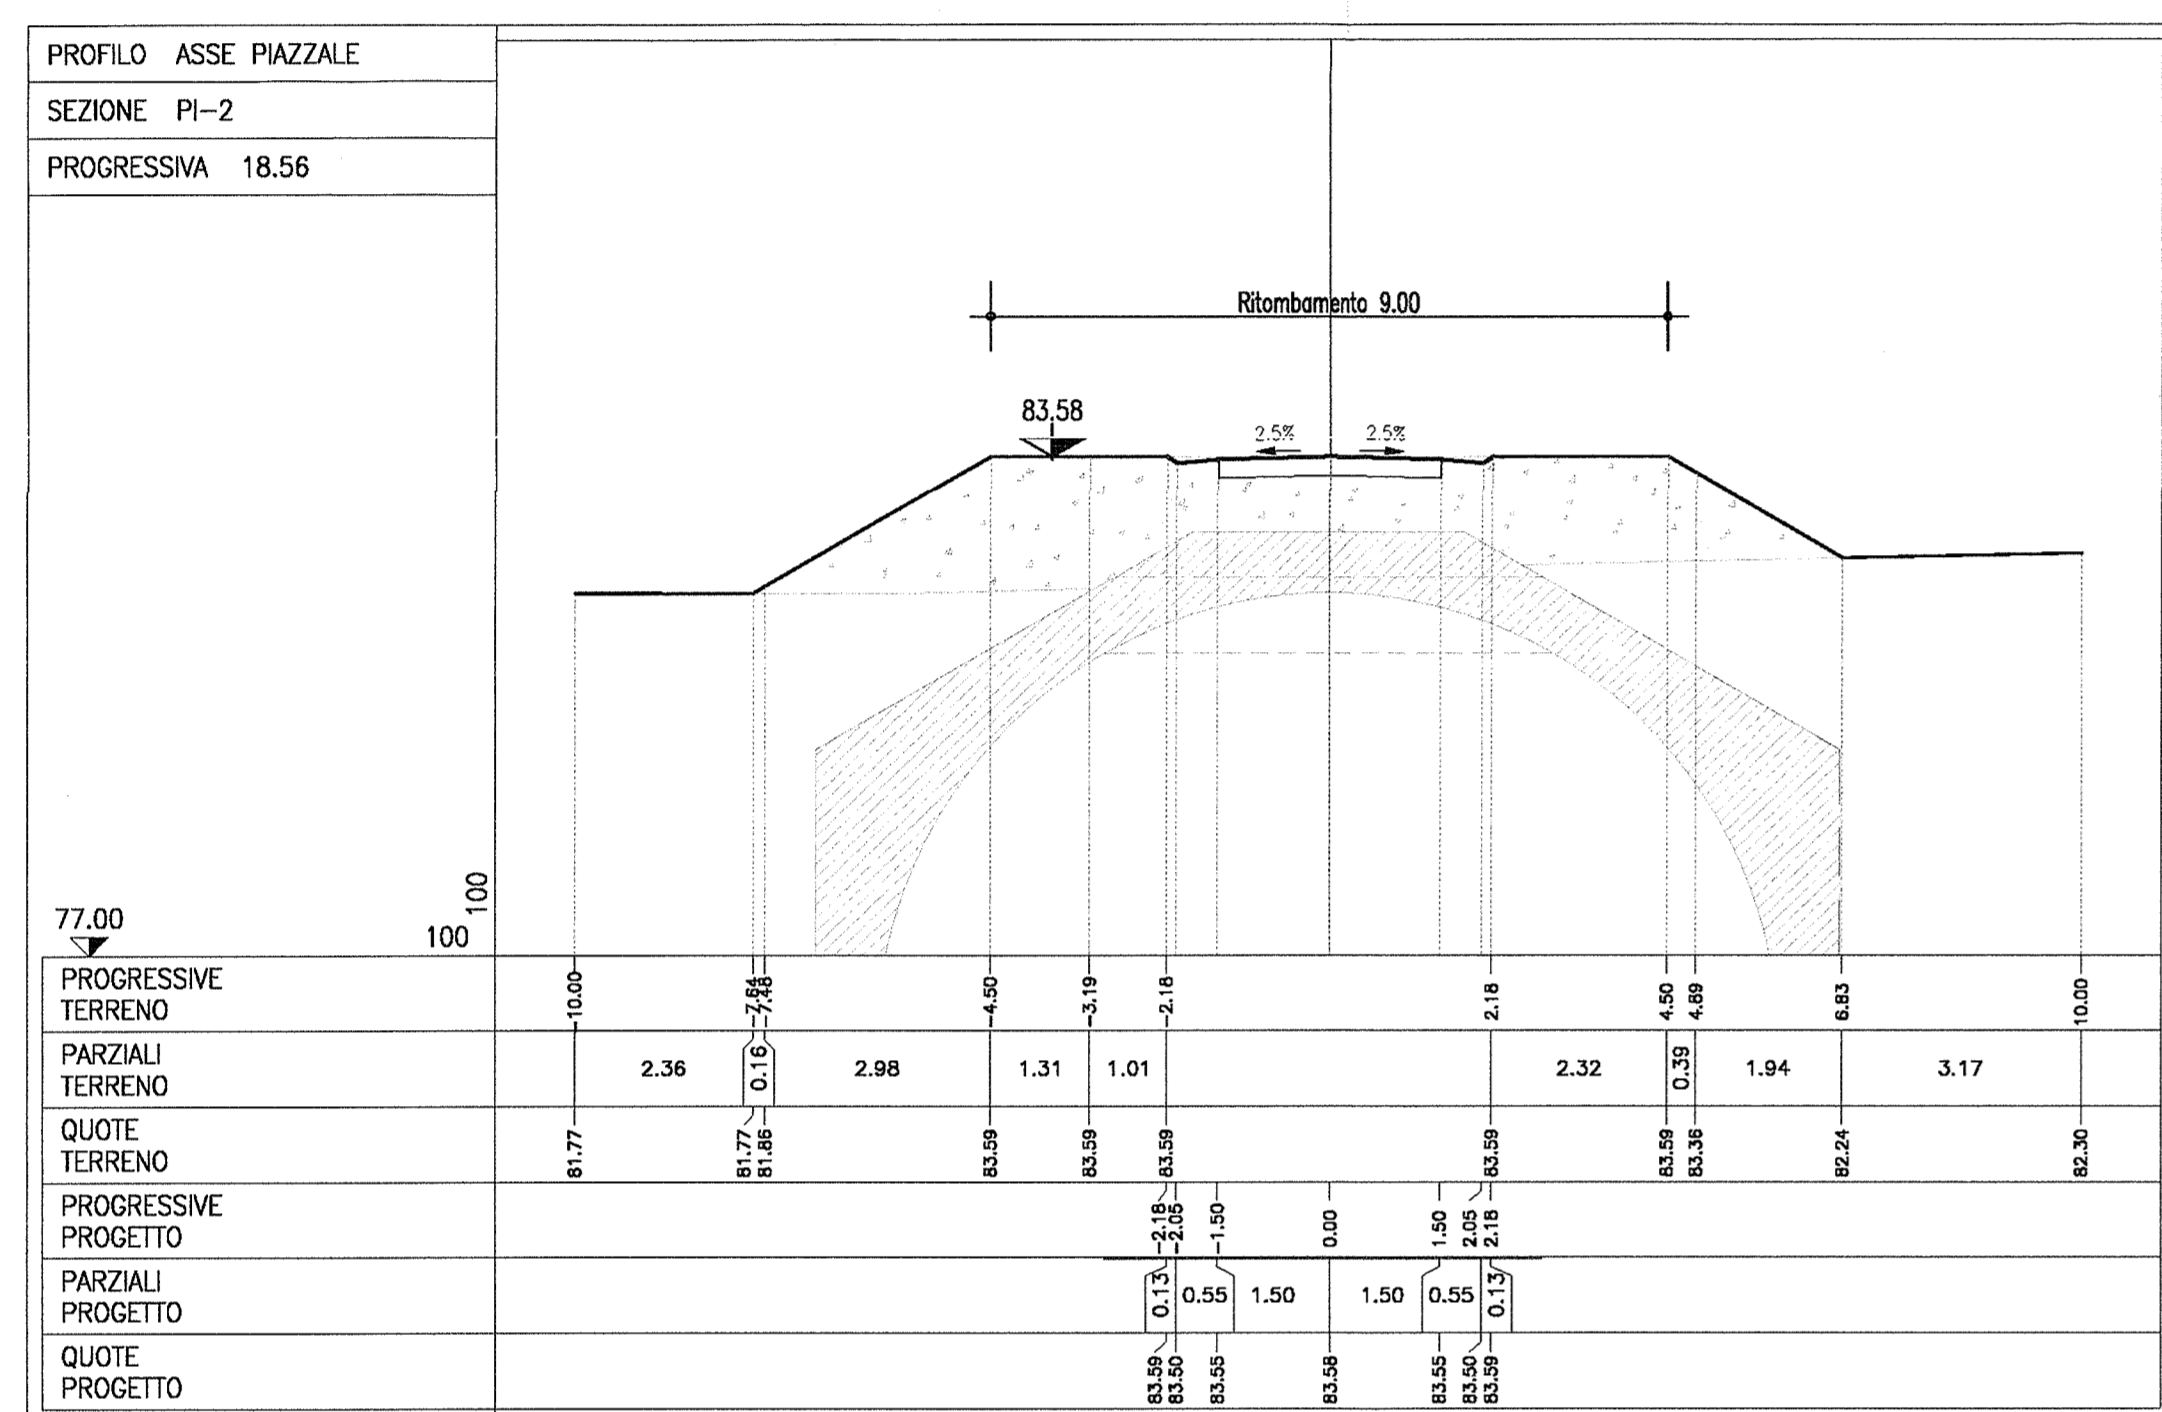 PROFILO ASSE PIAZZALE
SEZIONE PI-2
PROGRESSIVA 18.56
Ritombamento 9.00
83.58
2.5% 2.5%
77.00
100
100
PROGRESSIVE
TERRENO
-10.00 -7.64 -7.48 -4.50 -3.19 -2.18 2.18 4.50 4.89 6.83 10.00
PARZIALI
TERRENO
2.36 0.16 2.98 1.31 1.01 2.32 0.39 1.94 3.17
QUOTE
TERRENO
81.77 81.77 81.86 83.59 83.59 83.59 83.59 83.59 83.36 82.24 82.30
PROGRESSIVE
PROGETTO
-2.18 -2.05 -1.50 0.00 1.50 2.05 2.18
PARZIALI
PROGETTO
0.13 0.55 1.50 1.50 0.55 0.13
QUOTE
PROGETTO
83.59 83.50 83.55 83.58 83.55 83.50 83.59